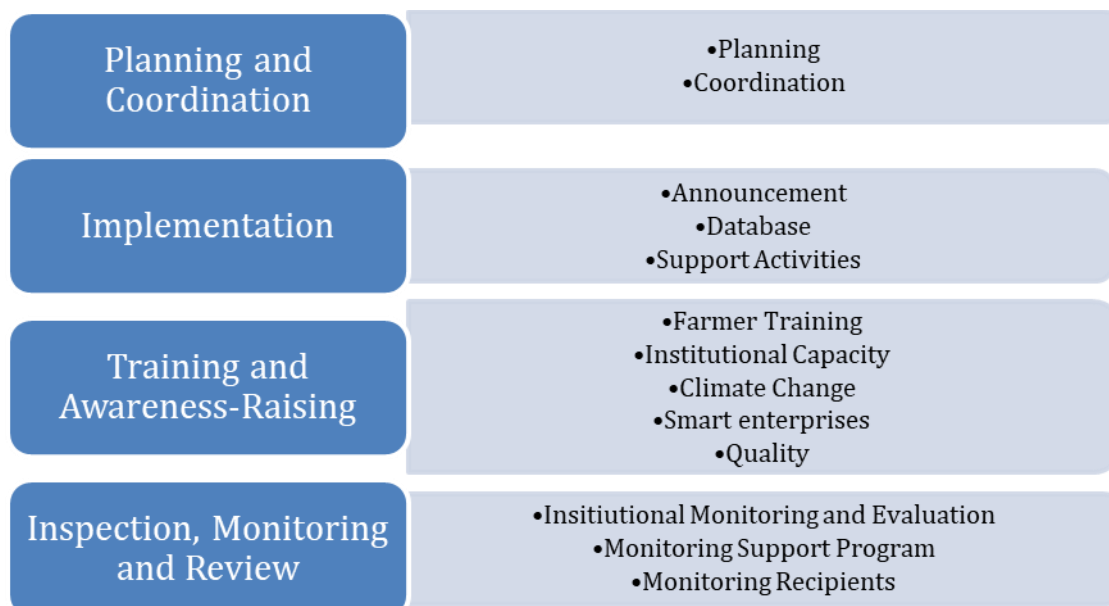 Planning and
Coordination
•Planning
•Coordination
Implementation
•Announcement
•Database
•Support Activities
Training and
Awareness-Raising
•Farmer Training
•Institutional Capacity
•Climate Change
•Smart enterprises
•Quality
Inspection, Monitoring
and Review
•Insitiutional Monitoring and Evaluation
•Monitoring Support Program
•Monitoring Recipients